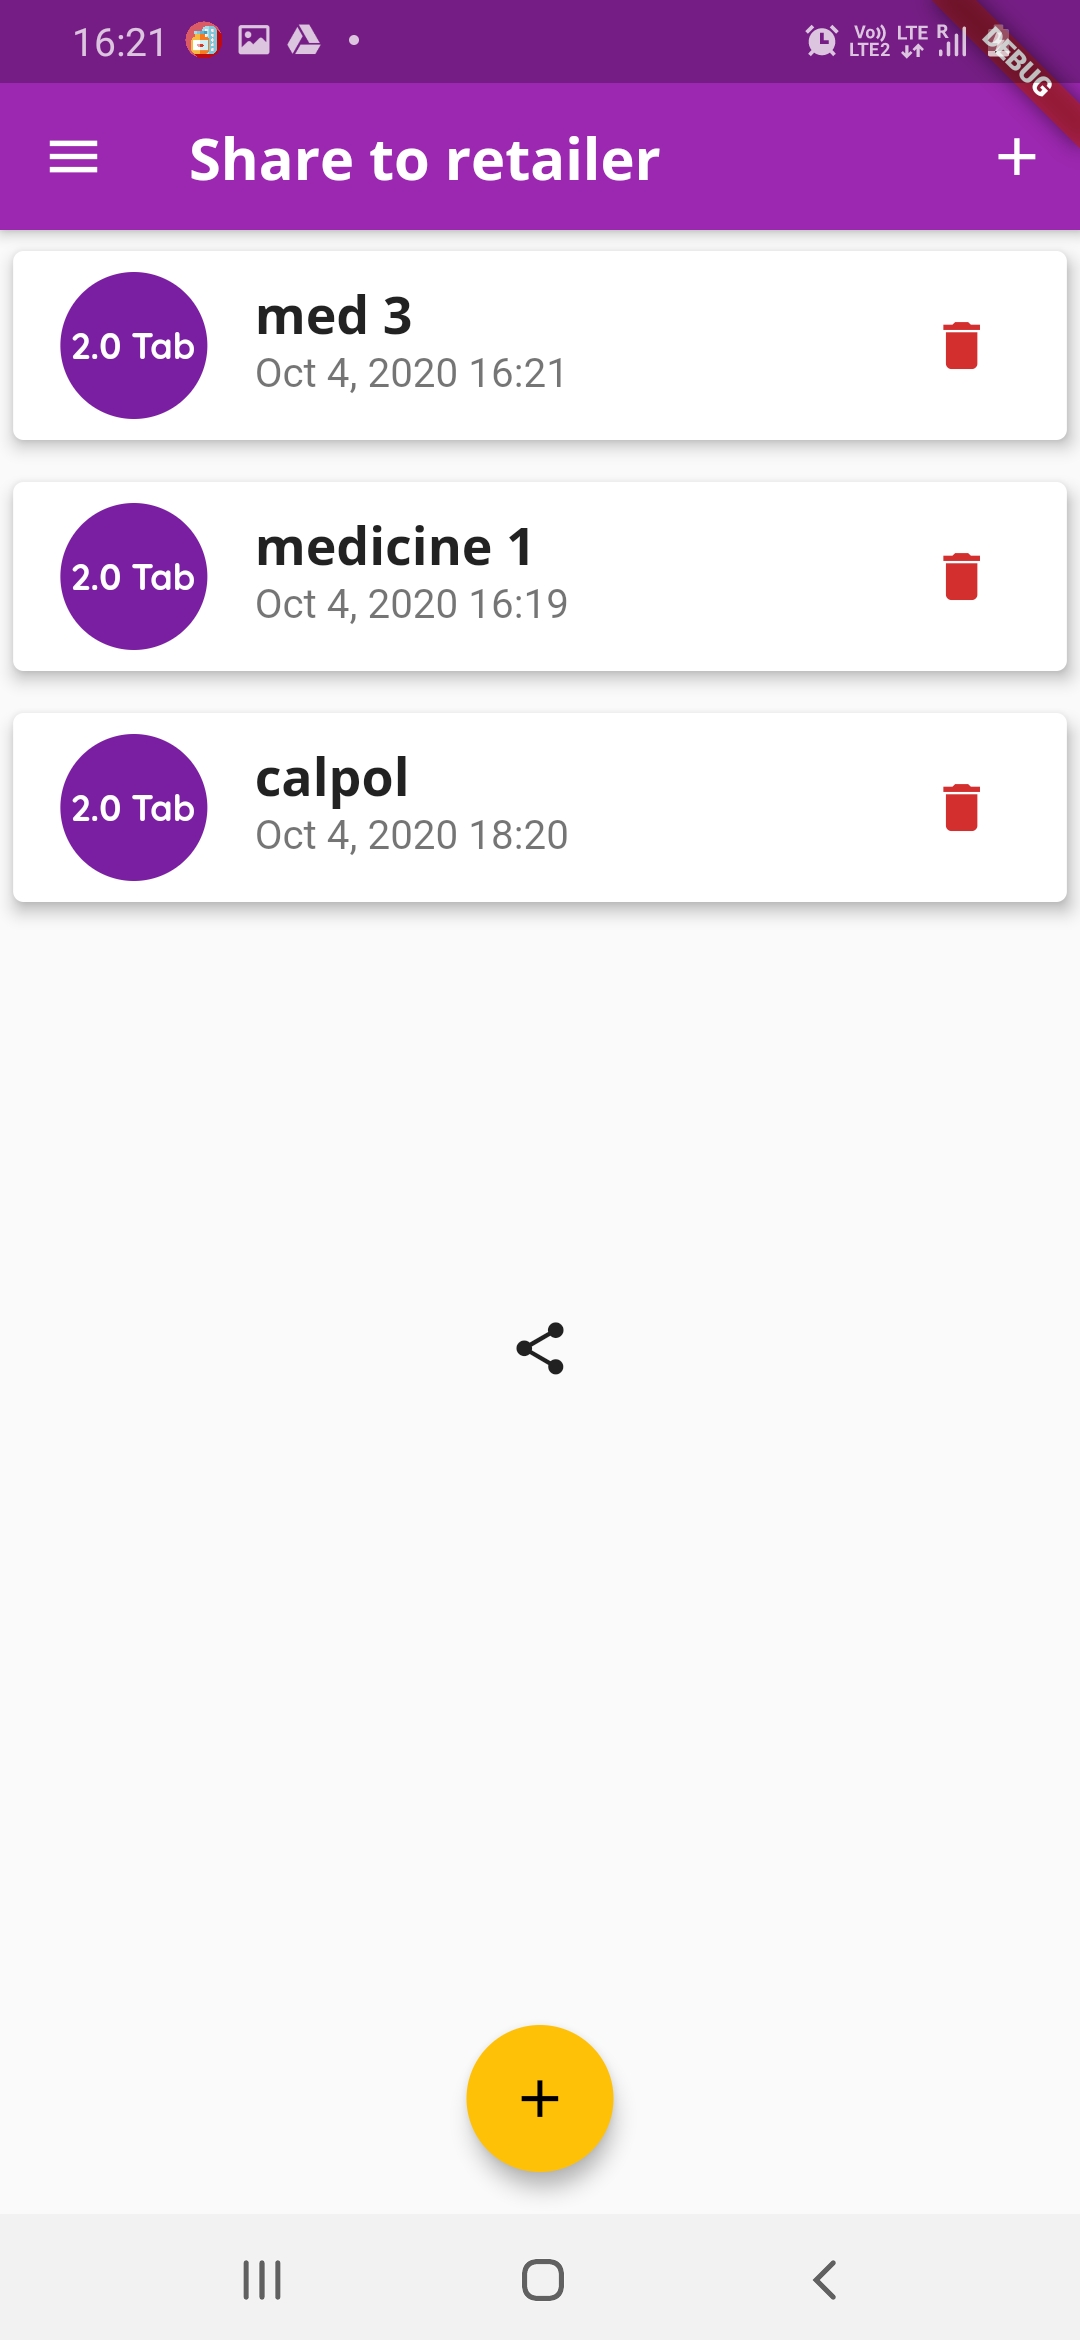 16:21
Vo)) LTE R
LTE2
DEBUG
Share to retailer
2.0 Tab
med 3
Oct 4, 2020 16:21
2.0 Tab
medicine 1
Oct 4, 2020 16:19
2.0 Tab
calpol
Oct 4, 2020 18:20